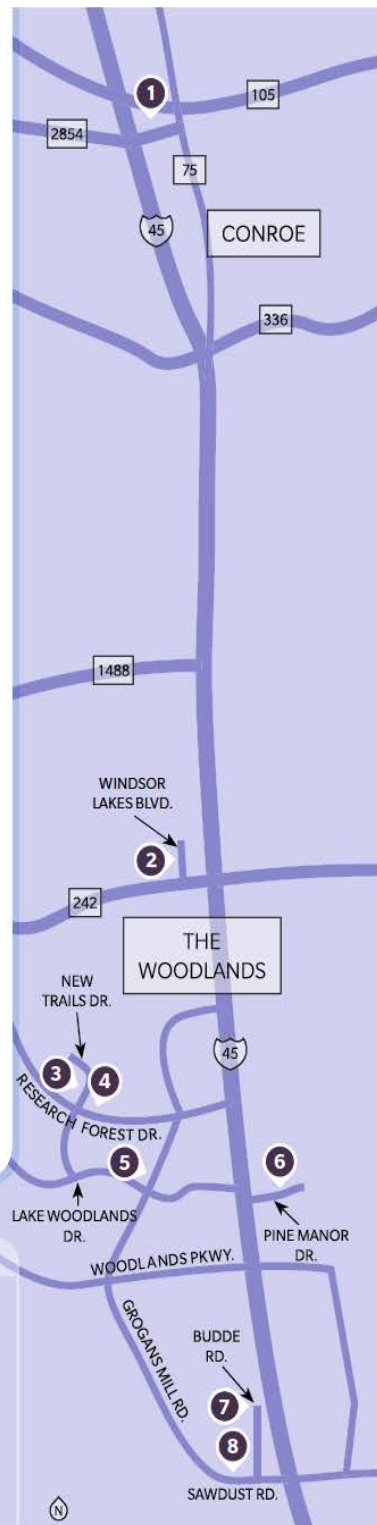 1
105
2854
75
45
CONROE
336
1488
WINDSOR
LAKES BLVD.
2
242
THE
WOODLANDS
NEW
TRAILS DR.
45
3
4
RESEARCH FOREST DR.
5
6
LAKE WOODLANDS
DR.
PINE MANOR
DR.
WOODLANDS PKWY.
GROGANS MILL RD.
BUDDE
RD.
7
8
SAWDUST RD.
N